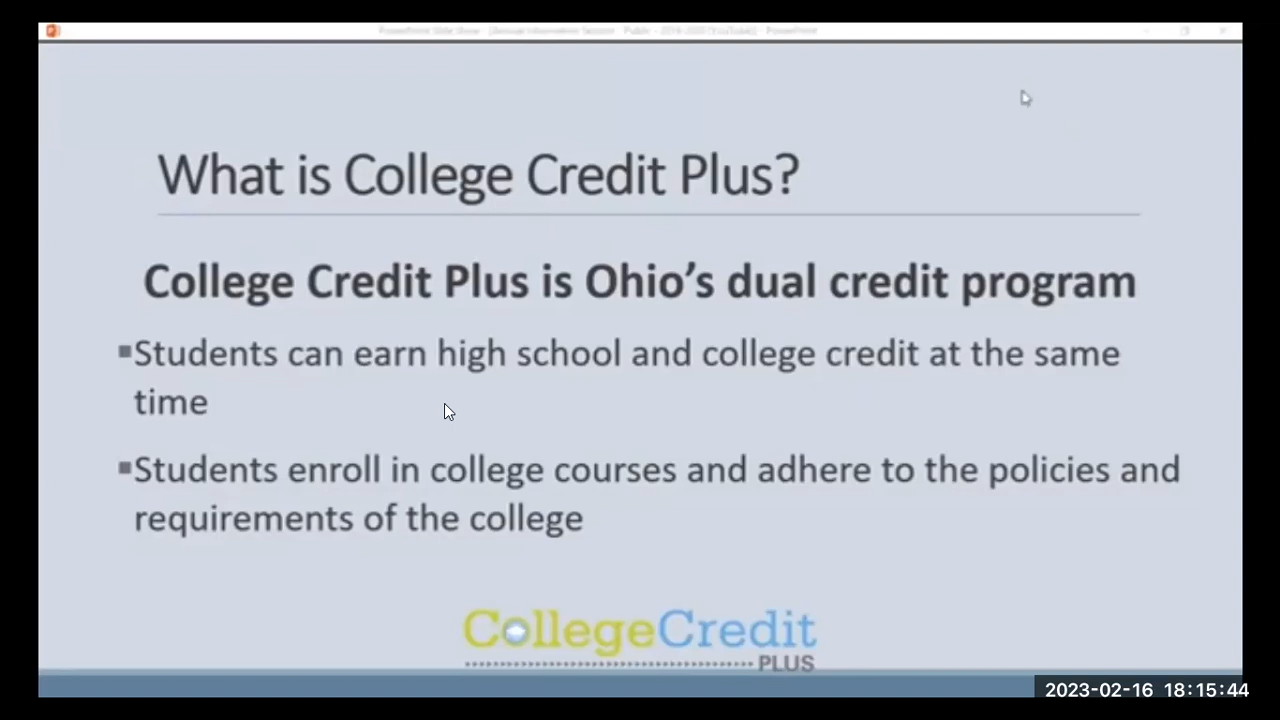 What is College Credit Plus?
College Credit Plus is Ohio’s dual credit program
▪Students can earn high school and college credit at the same
time
▪Students enroll in college courses and adhere to the policies and
requirements of the college
CollegeCredit
PLUS
2023-02-16 18:15:44